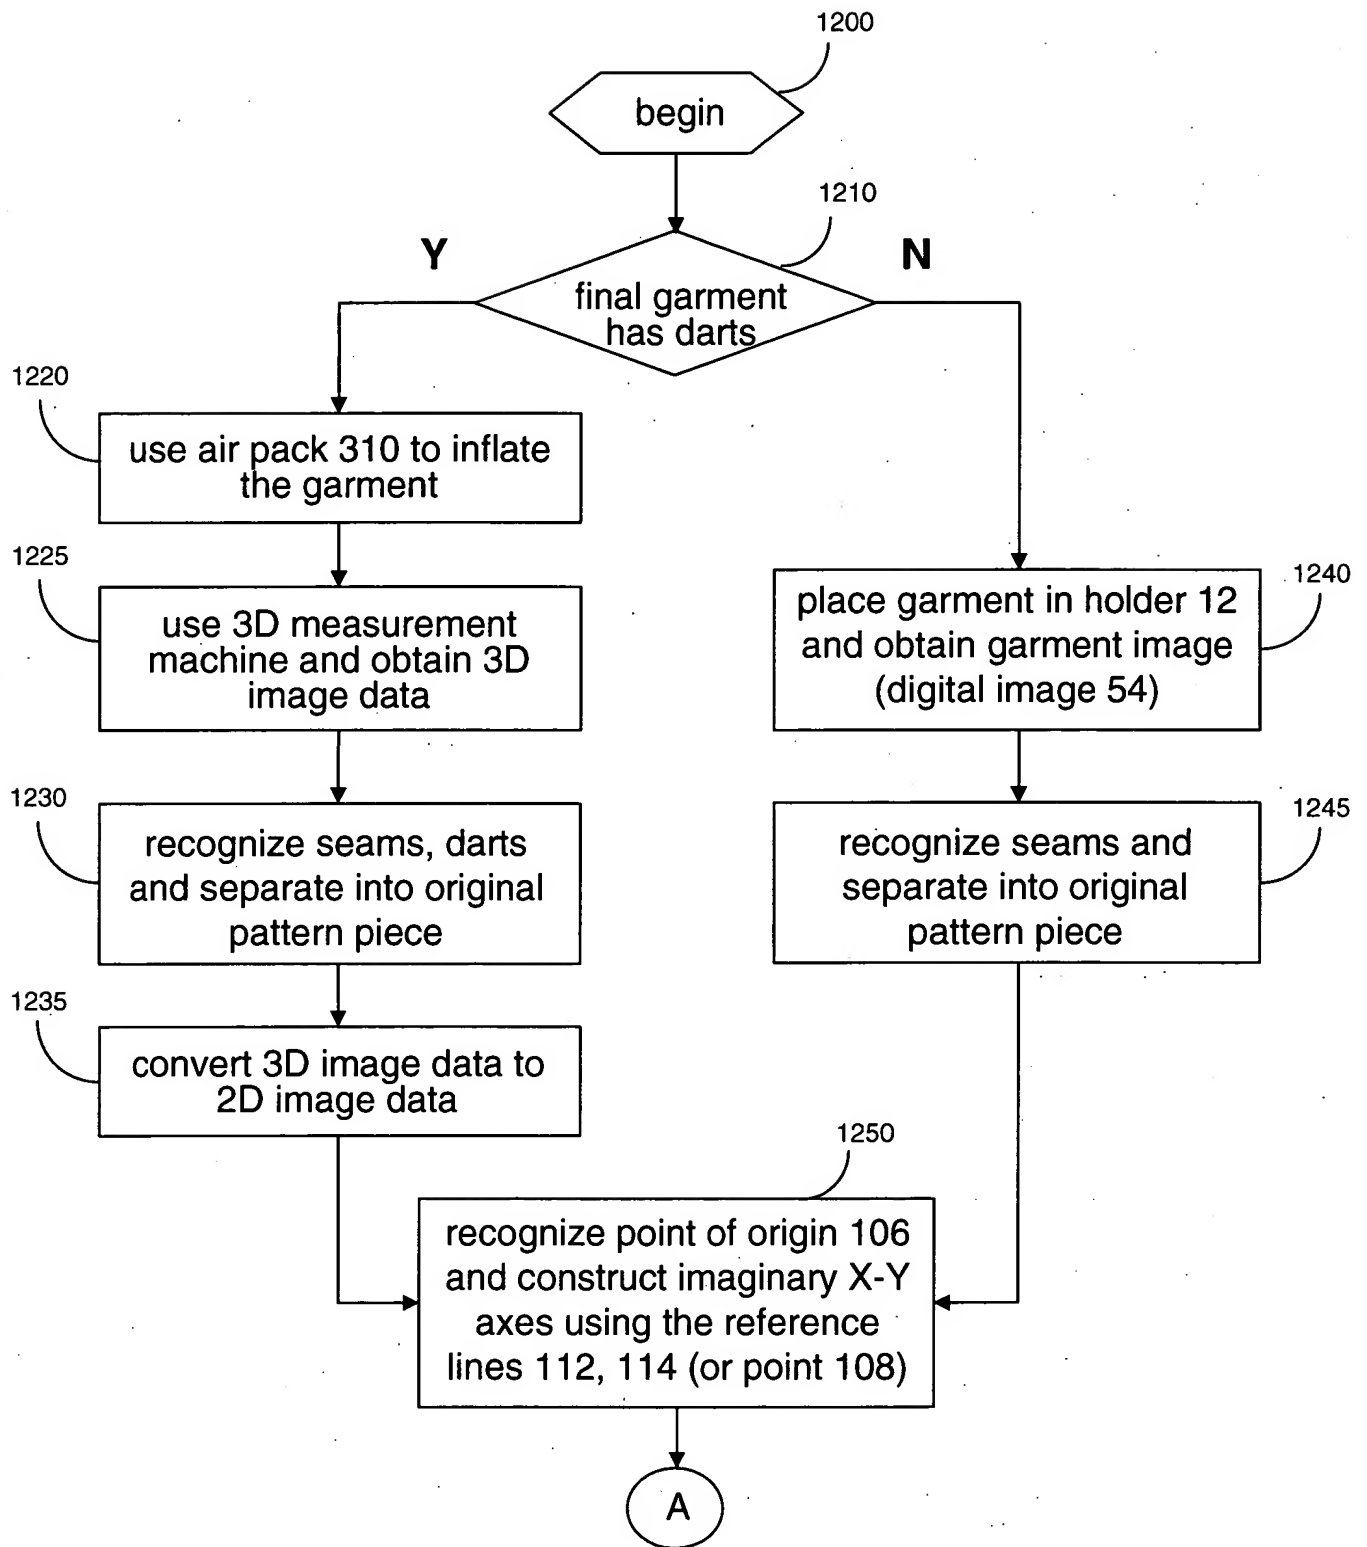 1200
begin
1210
Y
N
final garment
has darts
1220
use air pack 310 to inflate
the garment
1225
use 3D measurement
machine and obtain 3D
image data
1240
place garment in holder 12
and obtain garment image
(digital image 54)
1230
recognize seams, darts
and separate into original
pattern piece
1245
recognize seams and
separate into original
pattern piece
1235
convert 3D image data to
2D image data
1250
recognize point of origin 106
and construct imaginary X-Y
axes using the reference
lines 112, 114 (or point 108)
A